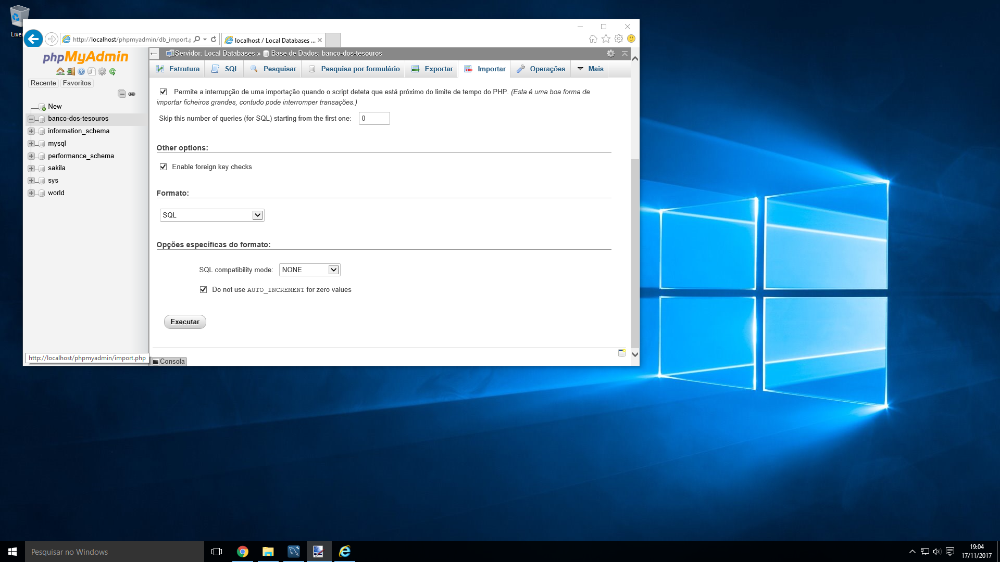 Lixei
http://localhost/phpmyadmin/db_import.p
localhost / Local Databases ...
phpMyAdmin
Recente Favoritos
New
banco-dos-tesouros
information_schema
mysql
performance_schema
sakila
sys
world
http://localhost/phpmyadmin/import.php
Servidor: Local Databases » Base de Dados: banco-dos-tesouros
Estrutura SQL Pesquisar Pesquisa por formulário Exportar Importar Operações Mais
Permite a interrupção de uma importação quando o script deteta que está próximo do limite de tempo do PHP. (Esta é uma boa forma de
importar ficheiros grandes, contudo pode interromper transações.)
Skip this number of queries (for SQL) starting from the first one: 0
Other options:
Enable foreign key checks
Formato:
SQL
Opções específicas do formato:
SQL compatibility mode: NONE
Do not use AUTO_INCREMENT for zero values
Executar
Consola
Pesquisar no Windows
19:04
17/11/2017